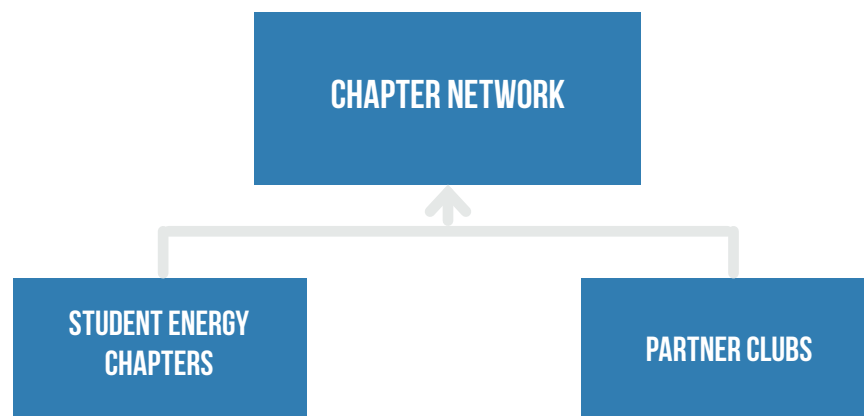 CHAPTER NETWORK
STUDENT ENERGY
CHAPTERS
PARTNER CLUBS